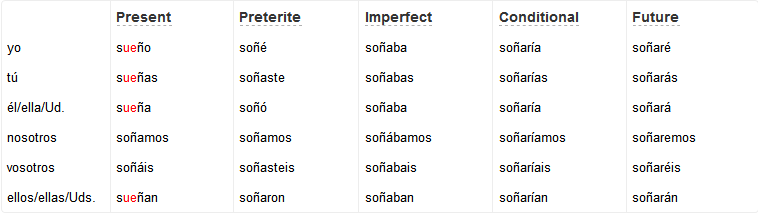 Present Preterite Imperfect Conditional Future
yo sueño soñé soñaba soñaría soñaré
tú sueñas soñaste soñabas soñarías soñarás
él/ella/Ud. sueña soñó soñaba soñaría soñará
nosotros soñamos soñamos soñábamos soñaríamos soñaremos
vosotros soñáis soñasteis soñabais soñaríais soñaréis
ellos/ellas/Uds. sueñan soñaron soñaban soñarían soñarán